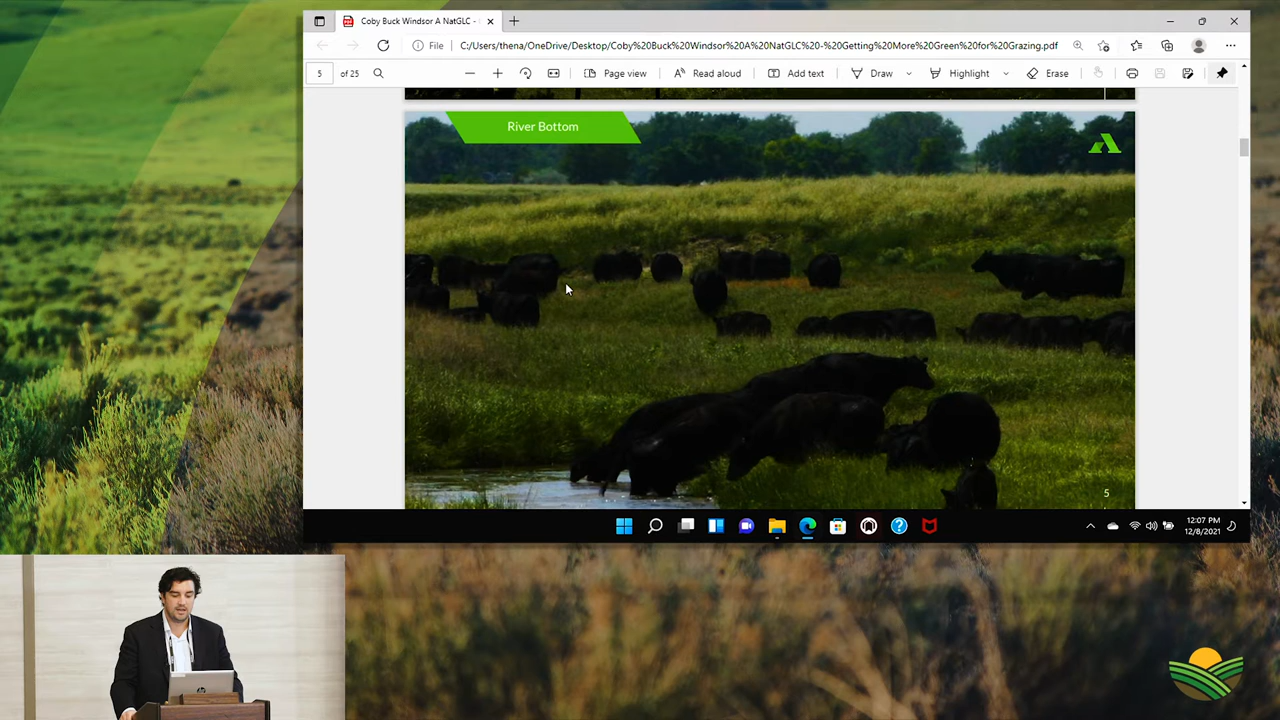 Coby Buck Windsor A NatGLC -
File
C:/Users/thena/OneDrive/Desktop/Coby%20Buck%20Windsor%20A%20NatGLC%20-%20Getting%20More%20Green%20for%20Grazing.pdf
5 of 25
Page view
Read aloud
Add text
Draw
Highlight
Erase
River Bottom
5
12:07 PM
12/8/2021
hp